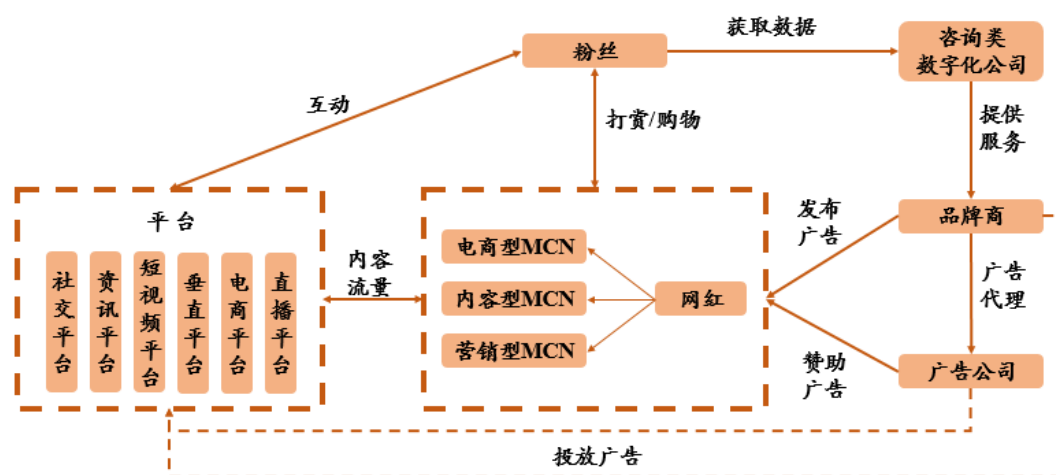 获取数据
粉丝
咨询类
数字化公司
互动
打赏/购物
提供
服务
平台
社交平台
资讯平台
短视频平台
垂直平台
电商平台
直播平台
内容
流量
电商型MCN
内容型MCN
营销型MCN
网红
发布
广告
品牌商
广告
代理
赞助
广告
广告公司
投放广告